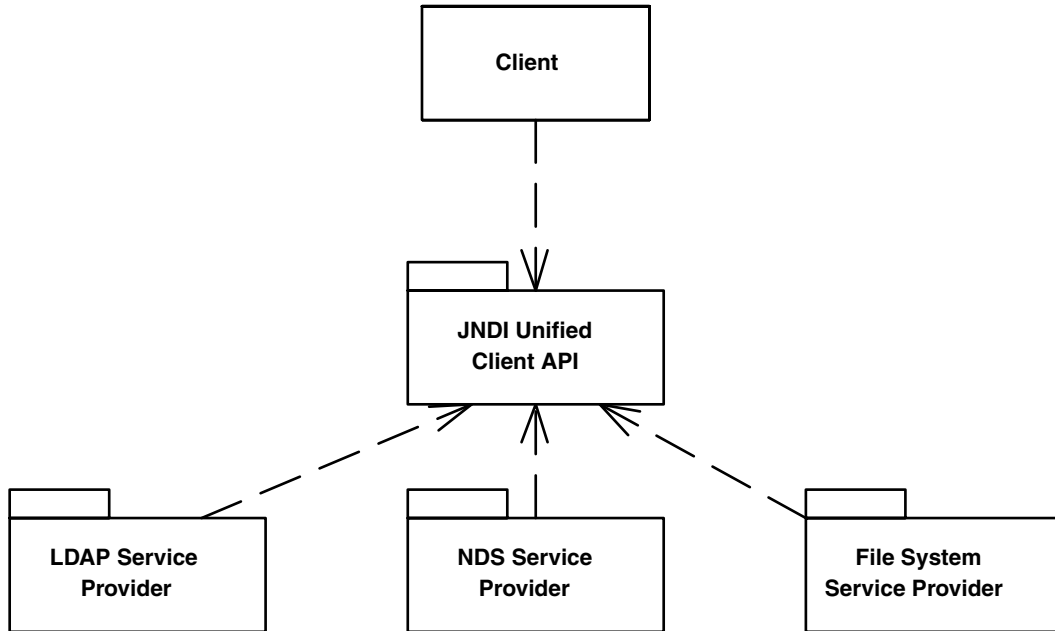 Client
JNDI Unified
Client API
LDAP Service
Provider
NDS Service
Provider
File System
Service Provider